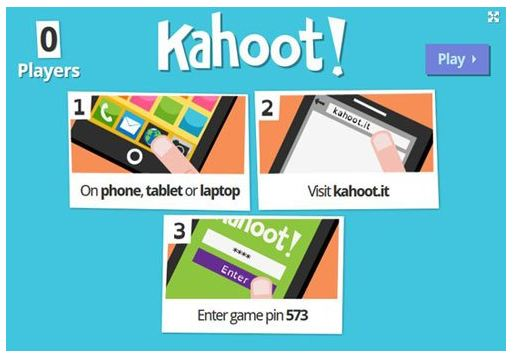 0
Players
Kahoot!
Play
1
On phone, tablet or laptop
2
kahoot.it
Visit kahoot.it
3
hoot!
****
Enter
Enter game pin 573